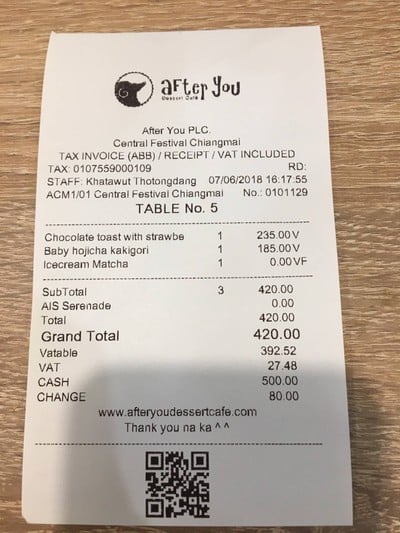 after you
Dessert Café
After You PLC.
Central Festival Chiangmai
TAX INVOICE (ABB) / RECEIPT / VAT INCLUDED
TAX: 0107559000109 RD:
STAFF: Khatawut Thotongdang 07/06/2018 16:17:55
ACM1/01 Central Festival Chiangmai No.: 0101129
TABLE No. 5
Chocolate toast with strawbe 1 235.00V
Baby hojicha kakigori 1 185.00V
Icecream Matcha 1 0.00VF
SubTotal 3 420.00
AIS Serenade 0.00
Total 420.00
Grand Total 420.00
Vatable 392.52
VAT 27.48
CASH 500.00
CHANGE 80.00
www.afteryoudessertcafe.com
Thank you na ka ^ ^